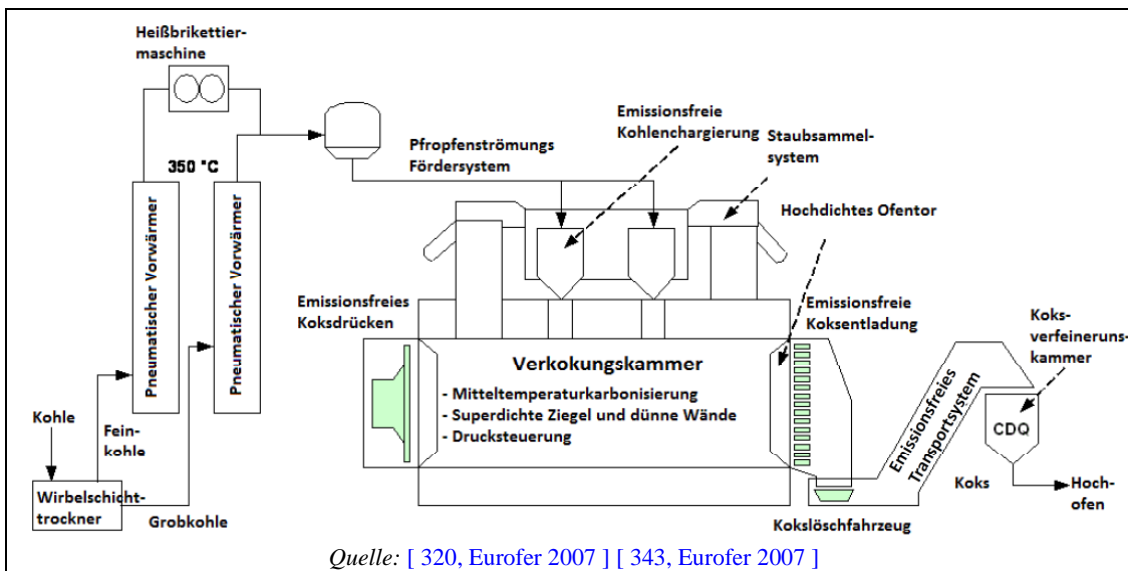 Heißbrikettier-
maschine
350 °C
Pneumatischer Vorwärmer
Pneumatischer Vorwärmer
Kohle
Fein-
kohle
Wirbelschicht-
trockner
Grobkohle
Pfropfenströmungs
Fördersystem
Emissionsfreie
Kohlenchargierung
Staubsammel-
system
Hochdichtes Ofentor
Emissionsfreies
Koksdrücken
Emissionsfreie
Koksentladung
Koks-
verfeineruns-
kammer
Verkokungskammer
- Mitteltemperaturkarbonisierung
- Superdichte Ziegel und dünne Wände
- Drucksteuerung
Emissionsfreies
Transportsystem
CDQ
Koks
Hoch-
ofen
Kokslöschfahrzeug
Quelle: [ 320, Eurofer 2007 ] [ 343, Eurofer 2007 ]